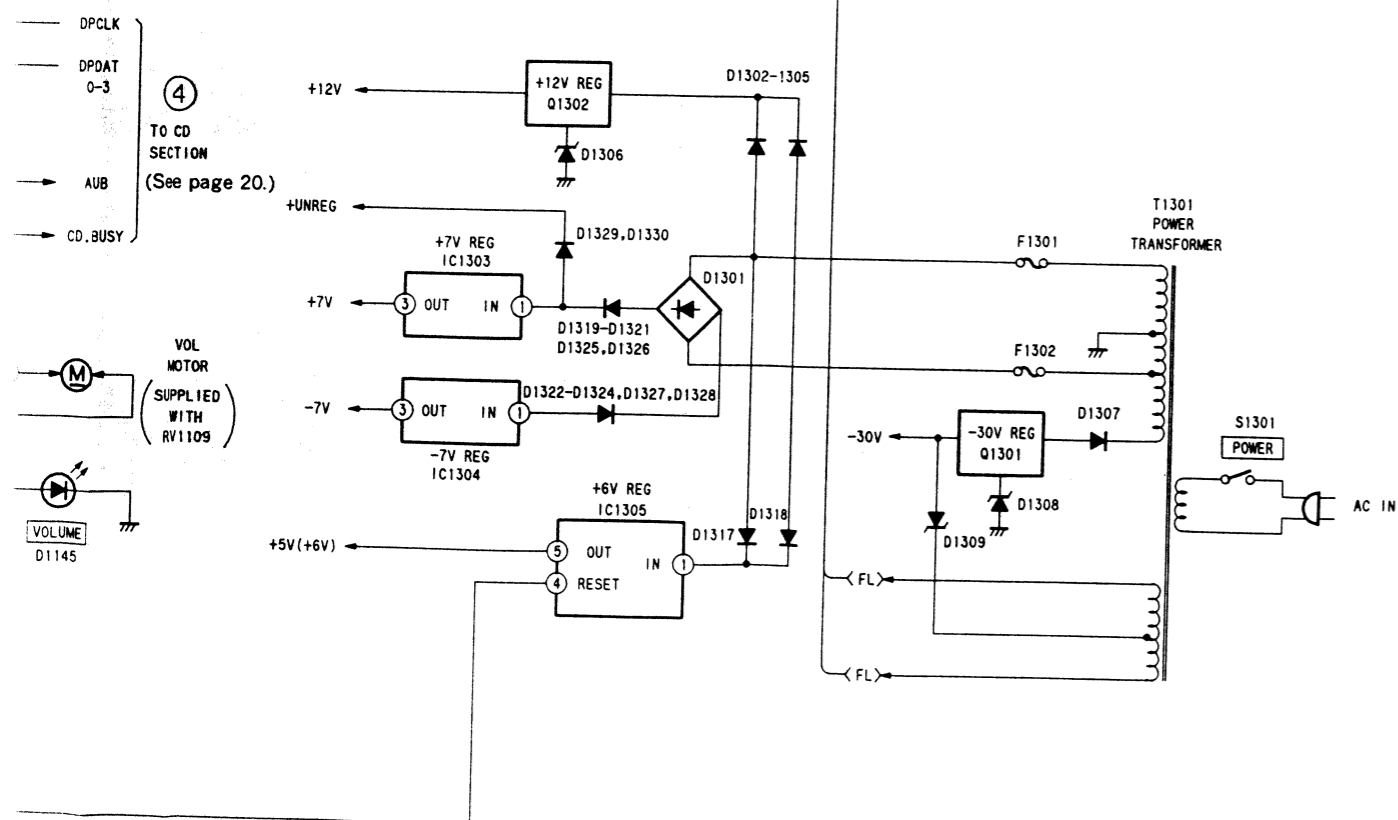 DPCLK
DPDAT
0-3
④
TO CD
SECTION
(See page 20.)
AUB
CD.BUSY
+12V
+12V REG
Q1302
D1306
D1302-1305
+UNREG
D1329,D1330
+7V REG
IC1303
+7V
3 OUT IN 1
D1319-D1321
D1325,D1326
D1301
F1301
T1301
POWER
TRANSFORMER
F1302
VOL
MOTOR
(SUPPLIED
WITH
RV1109)
M
-7V
3 OUT IN 1
D1322-D1324,D1327,D1328
-7V REG
IC1304
-30V
-30V REG
Q1301
D1307
D1308
D1309
S1301
POWER
AC IN
VOLUME
D1145
+6V REG
IC1305
+5V(+6V)
5 OUT
IN 1
4 RESET
D1317
D1318
FL
FL